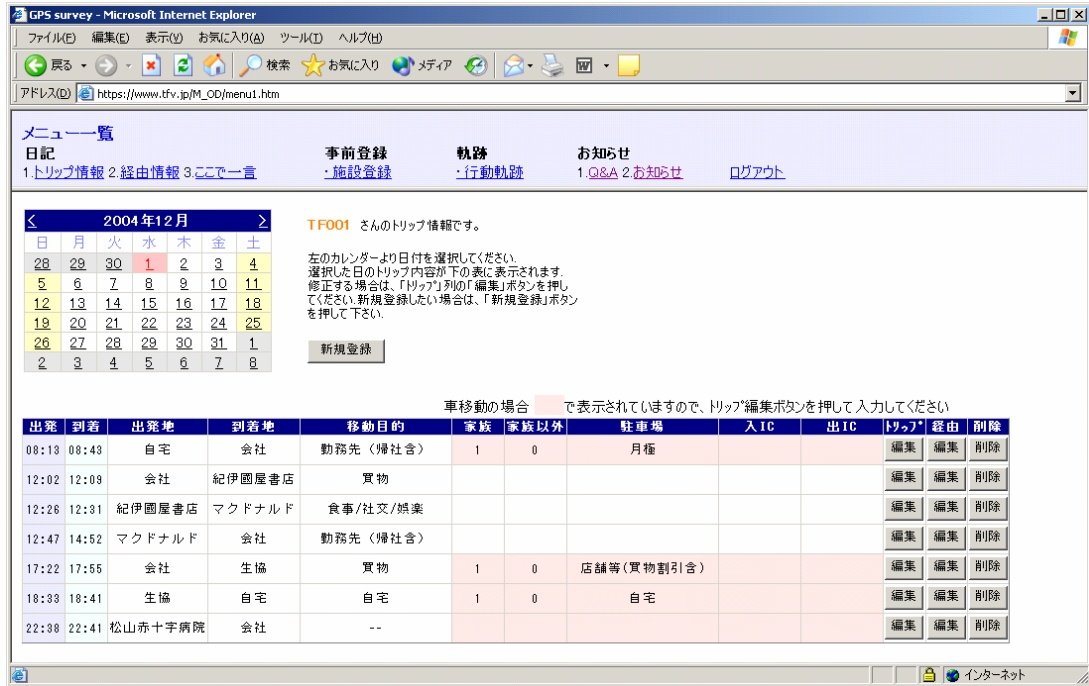 GPS survey - Microsoft Internet Explorer
ファイル(F) 編集(E) 表示(V) お気に入り(A) ツール(T) ヘルプ(H)
戻る 検索 お気に入り メディア
アドレス(D) https://www.tfv.jp/M_OD/menu1.htm
メニュー一覧
日記 事前登録 軌跡 お知らせ
1.トリップ情報 2.経由情報 3.ここで一言 ・施設登録 ・行動軌跡 1.Q&A 2.お知らせ ログアウト
< 2004年12月 >
日 月 火 水 木 金 土
28 29 30 1 2 3 4
5 6 7 8 9 10 11
12 13 14 15 16 17 18
19 20 21 22 23 24 25
26 27 28 29 30 31 1
2 3 4 5 6 7 8
TF001 さんのトリップ情報です。
左のカレンダーより日付を選択してください.
選択した日のトリップ内容が下の表に表示されます.
修正する場合は、「トリップ」列の「編集」ボタンを押し
てください.新規登録したい場合は、「新規登録」ボタン
を押して下さい.
新規登録
車移動の場合 で表示されていますので、トリップ編集ボタンを押して入力してください
出発 到着 出発地 到着地 移動目的 家族 家族以外 駐車場 入IC 出IC トリップ 経由 削除
08:13 08:43 自宅 会社 勤務先（帰社含） 1 0 月極 編集 編集 削除
12:02 12:09 会社 紀伊國屋書店 買物 編集 編集 削除
12:26 12:31 紀伊國屋書店 マクドナルド 食事/社交/娯楽 編集 編集 削除
12:47 14:52 マクドナルド 会社 勤務先（帰社含） 編集 編集 削除
17:22 17:55 会社 生協 買物 1 0 店舗等(買物割引含) 編集 編集 削除
18:33 18:41 生協 自宅 自宅 1 0 自宅 編集 編集 削除
22:38 22:41 松山赤十字病院 会社 -- 編集 編集 削除
インターネット